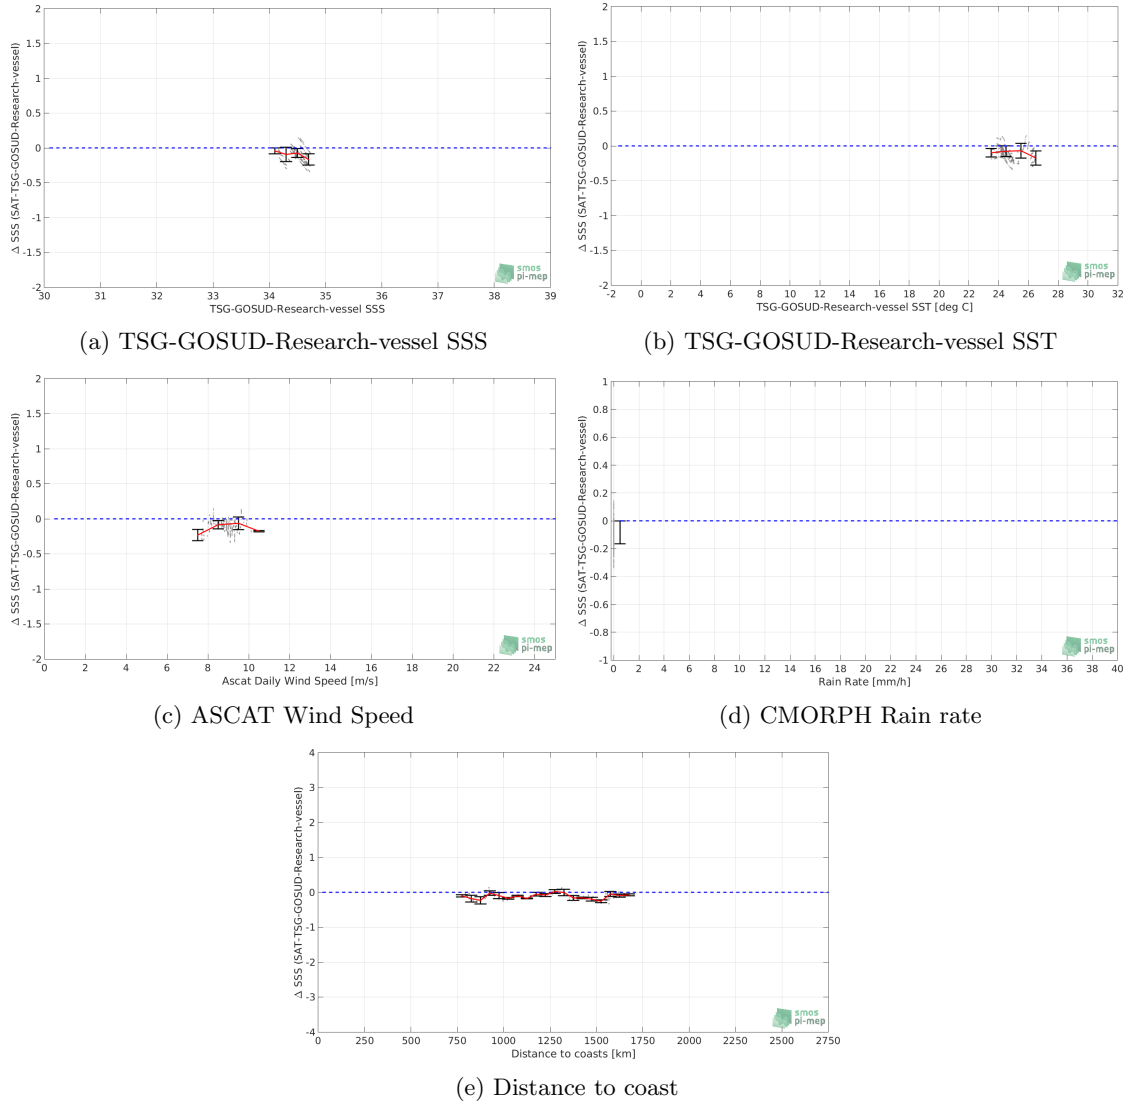 2
1.5
1
0.5
0
-0.5
-1
-1.5
-2
Δ SSS (SAT-TSG-GOSUD-Research-vessel)
30 31 32 33 34 35 36 37 38 39
TSG-GOSUD-Research-vessel SSS
smos
pi-mep
(a) TSG-GOSUD-Research-vessel SSS
2
1.5
1
0.5
0
-0.5
-1
-1.5
-2
Δ SSS (SAT-TSG-GOSUD-Research-vessel)
-2 0 2 4 6 8 10 12 14 16 18 20 22 24 26 28 30 32
TSG-GOSUD-Research-vessel SST [deg C]
smos
pi-mep
(b) TSG-GOSUD-Research-vessel SST
2
1.5
1
0.5
0
-0.5
-1
-1.5
-2
Δ SSS (SAT-TSG-GOSUD-Research-vessel)
0 2 4 6 8 10 12 14 16 18 20 22 24
Ascat Daily Wind Speed [m/s]
smos
pi-mep
(c) ASCAT Wind Speed
1
0.8
0.6
0.4
0.2
0
-0.2
-0.4
-0.6
-0.8
-1
Δ SSS (SAT-TSG-GOSUD-Research-vessel)
0 2 4 6 8 10 12 14 16 18 20 22 24 26 28 30 32 34 36 38 40
Rain Rate [mm/h]
smos
pi-mep
(d) CMORPH Rain rate
4
3
2
1
0
-1
-2
-3
-4
Δ SSS (SAT-TSG-GOSUD-Research-vessel)
0 250 500 750 1000 1250 1500 1750 2000 2250 2500 2750
Distance to coasts [km]
smos
pi-mep
(e) Distance to coast